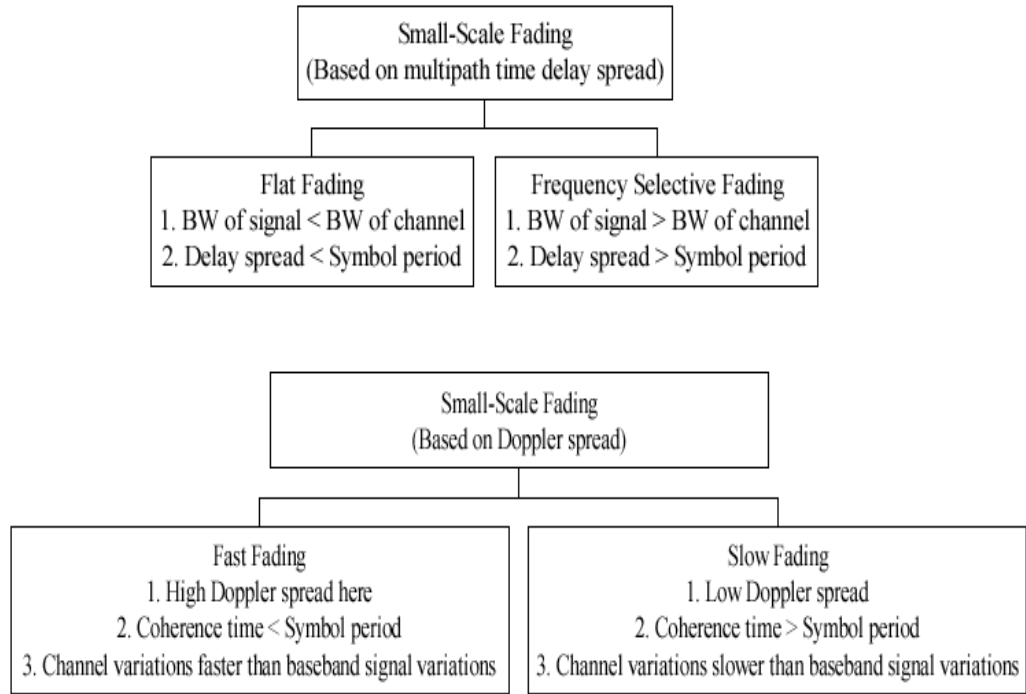 Small-Scale Fading
(Based on multipath time delay spread)
Flat Fading
1. BW of signal < BW of channel
2. Delay spread < Symbol period
Frequency Selective Fading
1. BW of signal > BW of channel
2. Delay spread > Symbol period
Small-Scale Fading
(Based on Doppler spread)
Fast Fading
1. High Doppler spread here
2. Coherence time < Symbol period
3. Channel variations faster than baseband signal variations
Slow Fading
1. Low Doppler spread
2. Coherence time > Symbol period
3. Channel variations slower than baseband signal variations